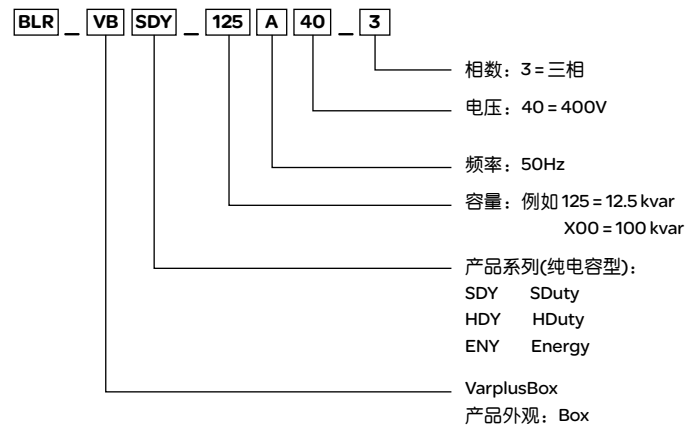 BLR _ VB SDY _ 125 A 40 _ 3
相数：3 = 三相
电压：40 = 400V
频率：50Hz
容量：例如 125 = 12.5 kvar
X00 = 100 kvar
产品系列(纯电容型)：
SDY SDuty
HDY HDuty
ENY Energy
VarplusBox
产品外观：Box